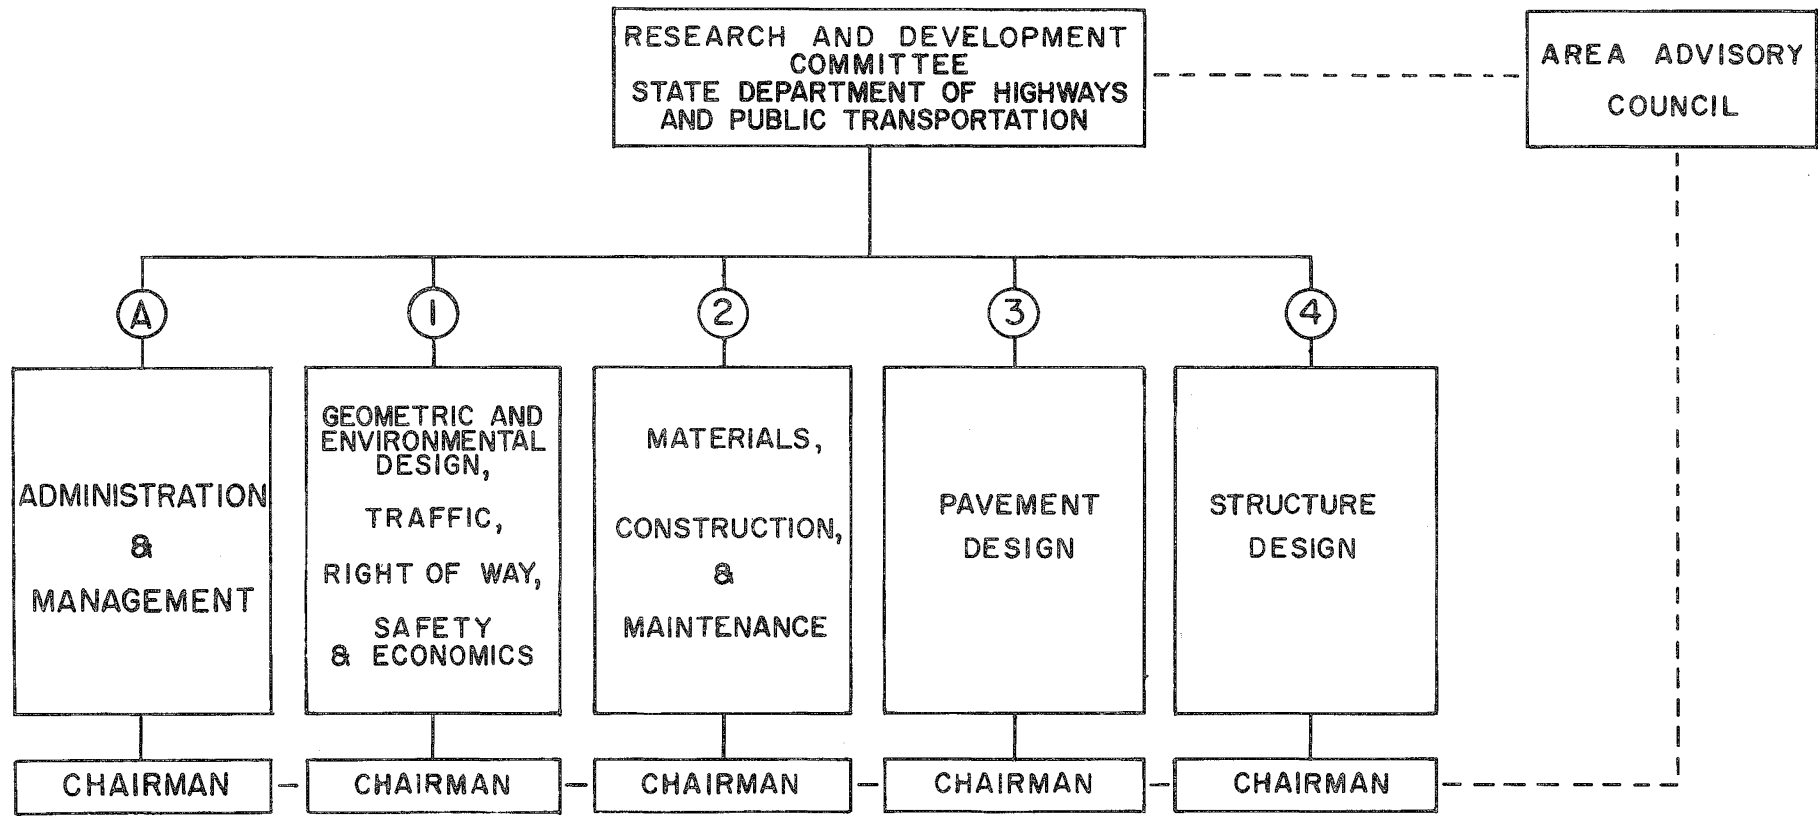 RESEARCH AND DEVELOPMENT
COMMITTEE
STATE DEPARTMENT OF HIGHWAYS
AND PUBLIC TRANSPORTATION
AREA ADVISORY
COUNCIL
A
1
2
3
4
ADMINISTRATION
&
MANAGEMENT
GEOMETRIC AND
ENVIRONMENTAL
DESIGN,
TRAFFIC,
RIGHT OF WAY,
SAFETY
& ECONOMICS
MATERIALS,
CONSTRUCTION,
&
MAINTENANCE
PAVEMENT
DESIGN
STRUCTURE
DESIGN
CHAIRMAN
CHAIRMAN
CHAIRMAN
CHAIRMAN
CHAIRMAN